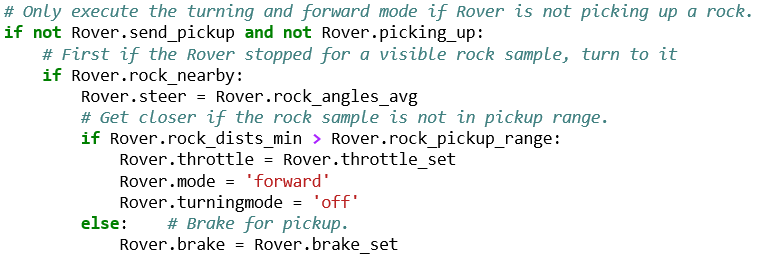 # Only execute the turning and forward mode if Rover is not picking up a rock.
if not Rover.send_pickup and not Rover.picking_up:
    # First if the Rover stopped for a visible rock sample, turn to it
    if Rover.rock_nearby:
        Rover.steer = Rover.rock_angles_avg
        # Get closer if the rock sample is not in pickup range.
        if Rover.rock_dists_min > Rover.rock_pickup_range:
            Rover.throttle = Rover.throttle_set
            Rover.mode = 'forward'
            Rover.turningmode = 'off'
        else:    # Brake for pickup.
            Rover.brake = Rover.brake_set